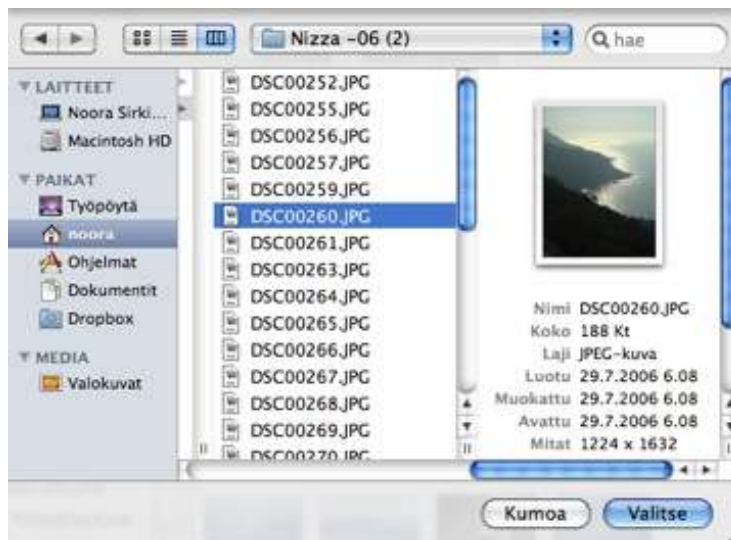 Nizza -06 (2)
hae
LAITTEET
Noora Sirki...
Macintosh HD
PAIKAT
Työpöytä
noora
Ohjelmat
Dokumentit
Dropbox
MEDIA
Valokuvat
DSC00252.JPG
DSC00255.JPG
DSC00256.JPG
DSC00257.JPG
DSC00259.JPG
DSC00260.JPG
DSC00261.JPG
DSC00263.JPG
DSC00264.JPG
DSC00265.JPG
DSC00266.JPG
DSC00267.JPG
DSC00268.JPG
DSC00269.JPG
DSC00270.JPG
Nimi DSC00260.JPG
Koko 188 Kt
Laji JPEG-kuva
Luotu 29.7.2006 6.08
Muokattu 29.7.2006 6.08
Avattu 29.7.2006 6.08
Mitat 1224 x 1632
Kumoa
Valitse